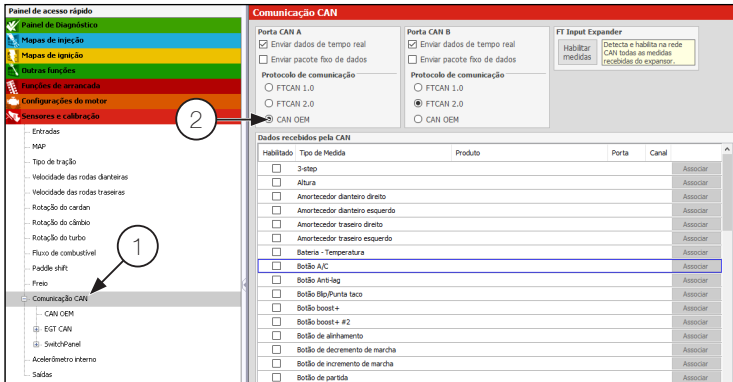 Painel de acesso rápido
Painel de Diagnóstico
Mapas de injeção
Mapas de ignição
Outras funções
Funções de arrancada
Configurações do motor
Sensores e calibração
Entradas
MAP
Tipo de tração
Velocidade das rodas dianteiras
Velocidade das rodas traseiras
Rotação do cardan
Rotação do câmbio
Rotação do turbo
Fluxo de combustível
Paddle shift
Freio
Comunicação CAN
CAN OEM
EGT CAN
SwitchPanel
Acelerômetro interno
Saídas
1
2
Comunicação CAN
Porta CAN A
Enviar dados de tempo real
Enviar pacote fixo de dados
Protocolo de comunicação
FTCAN 1.0
FTCAN 2.0
CAN OEM
Porta CAN B
Enviar dados de tempo real
Enviar pacote fixo de dados
Protocolo de comunicação
FTCAN 1.0
FTCAN 2.0
CAN OEM
FT Input Expander
Habilitar
medidas
Detecta e habilita na rede
CAN todas as medidas
recebidas do expansor.
Dados recebidos pela CAN
Habilitado Tipo de Medida Produto Porta Canal
3-step Associar
Altura Associar
Amortecedor dianteiro direito Associar
Amortecedor dianteiro esquerdo Associar
Amortecedor traseiro direito Associar
Amortecedor traseiro esquerdo Associar
Bateria - Temperatura Associar
Botão A/C Associar
Botão Anti-lag Associar
Botão Blip/Punta taco Associar
Botão boost+ Associar
Botão boost+ #2 Associar
Botão de alinhamento Associar
Botão de decremento de marcha Associar
Botão de incremento de marcha Associar
Botão de partida Associar